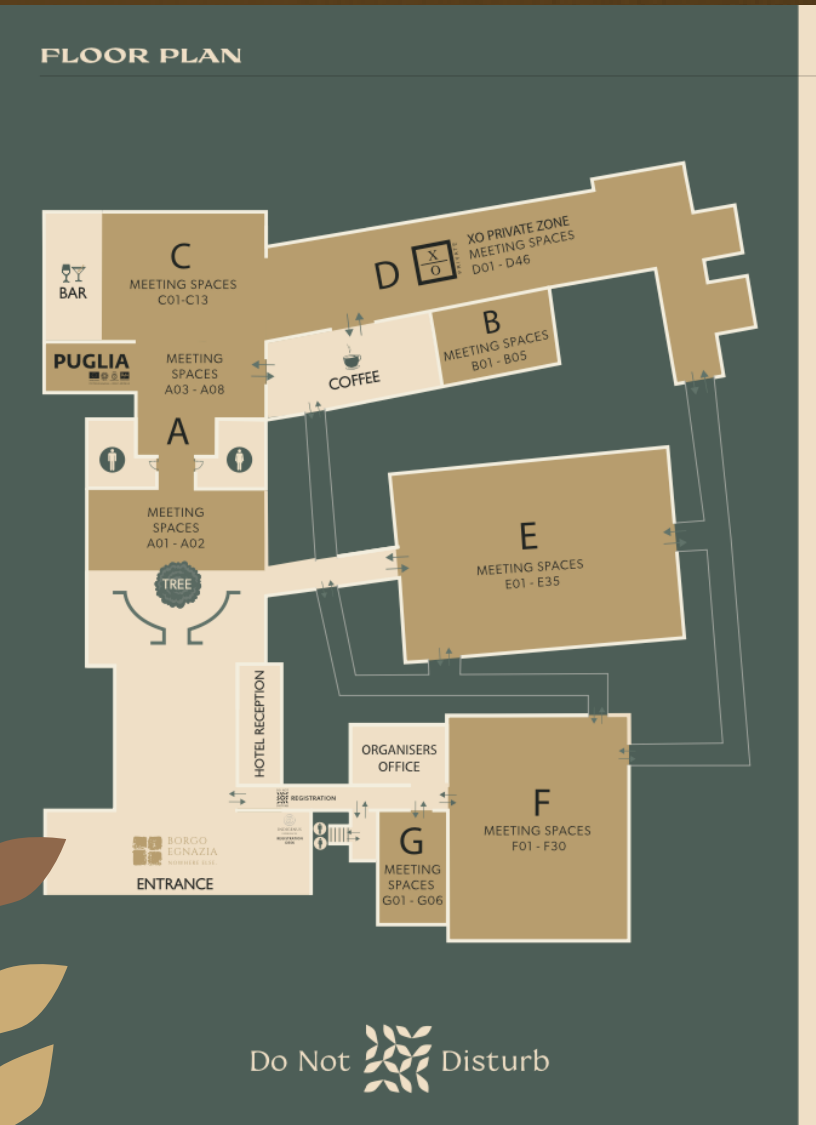 FLOOR PLAN
C
MEETING SPACES
C01-C13
BAR
D
X
O
XO PRIVATE ZONE
MEETING SPACES
D01 - D46
B
MEETING SPACES
B01 - B05
PUGLIA
MEETING
SPACES
A03 - A08
COFFEE
A
MEETING
SPACES
A01 - A02
TREE
E
MEETING SPACES
E01 - E35
HOTEL RECEPTION
ORGANISERS
OFFICE
REGISTRATION
F
MEETING SPACES
F01 - F30
G
MEETING
SPACES
G01 - G06
BORGO
EGNAZIA
NOWHERE ELSE
ENTRANCE
Do Not Disturb